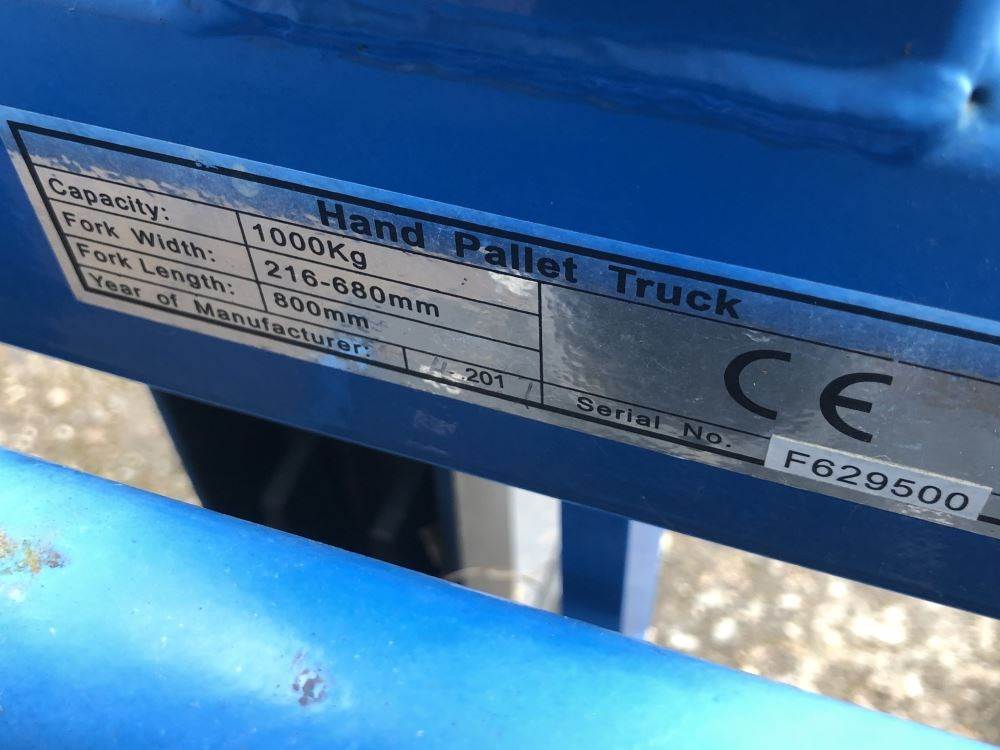 Hand Pallet Truck
Capacity: 1000Kg
Fork Width: 216-680mm
Fork Length: 800mm
Year of Manufacturer: 201
CE
Serial No. F629500